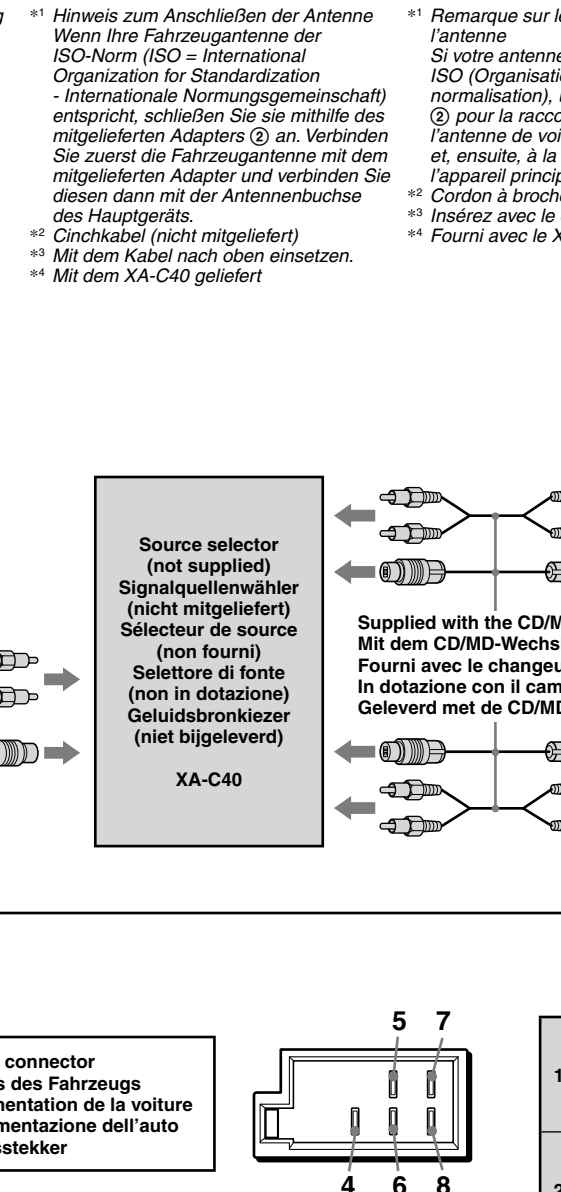 *1 Hinweis zum Anschließen der Antenne
Wenn Ihre Fahrzeugantenne der
ISO-Norm (ISO = International
Organization for Standardization
- Internationale Normungsgemeinschaft)
entspricht, schließen Sie sie mithilfe des
mitgelieferten Adapters ② an. Verbinden
Sie zuerst die Fahrzeugantenne mit dem
mitgelieferten Adapter und verbinden Sie
diesen dann mit der Antennenbuchse
des Hauptgeräts.
*2 Cinchkabel (nicht mitgeliefert)
*3 Mit dem Kabel nach oben einsetzen.
*4 Mit dem XA-C40 geliefert
*1 Remarque sur le
l'antenne
Si votre antenne
ISO (Organisatio
normalisation), u
② pour la racco
l'antenne de voi
et, ensuite, à la
l'appareil princip
*2 Cordon à broche
*3 Insérez avec le
*4 Fourni avec le X
Source selector
(not supplied)
Signalquellenwähler
(nicht mitgeliefert)
Sélecteur de source
(non fourni)
Selettore di fonte
(non in dotazione)
Geluidsbronkiezer
(niet bijgeleverd)
XA-C40
Supplied with the CD/M
Mit dem CD/MD-Wechs
Fourni avec le changeu
In dotazione con il cam
Geleverd met de CD/MD
connector
s des Fahrzeugs
mentation de la voiture
mentazione dell'auto
sstekker
5 7
4 6 8
1
2